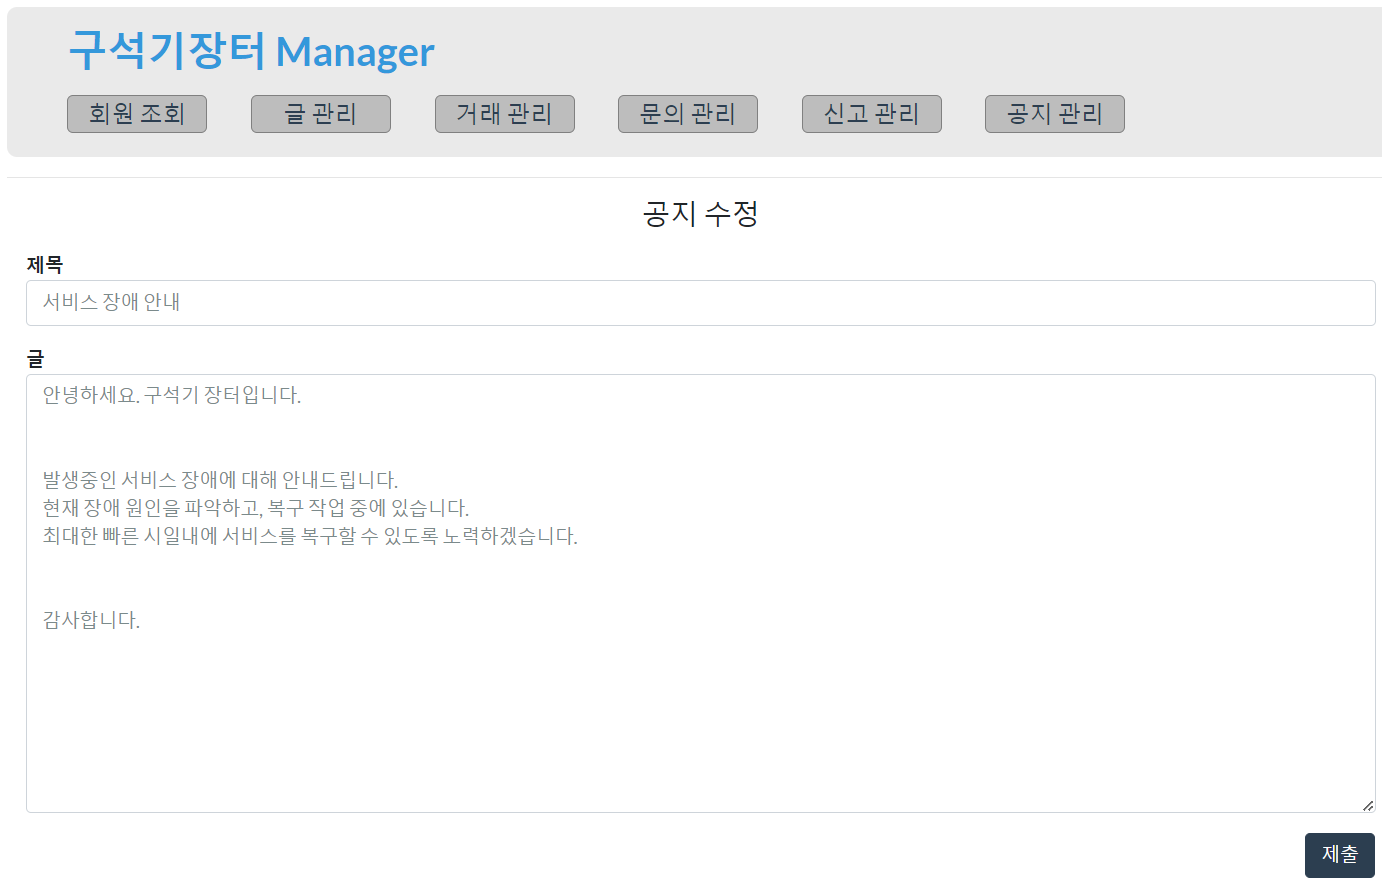 구석기장터 Manager
회원 조회 글 관리 거래 관리 문의 관리 신고 관리 공지 관리
공지 수정
제목
서비스 장애 안내
글
안녕하세요. 구석기 장터입니다.
발생중인 서비스 장애에 대해 안내드립니다.
현재 장애 원인을 파악하고, 복구 작업 중에 있습니다.
최대한 빠른 시일내에 서비스를 복구할 수 있도록 노력하겠습니다.
감사합니다.
제출